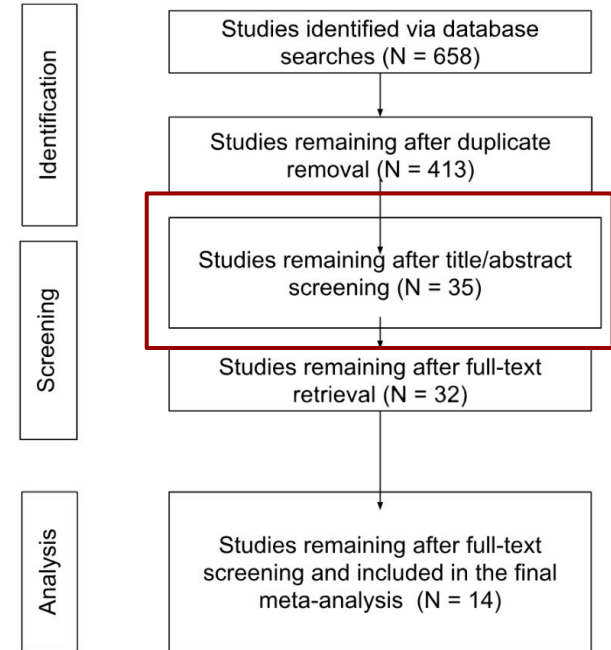 Identification
Studies identified via database
searches (N = 658)
Studies remaining after duplicate
removal (N = 413)
Screening
Studies remaining after title/abstract
screening (N = 35)
Studies remaining after full-text
retrieval (N = 32)
Analysis
Studies remaining after full-text
screening and included in the final
meta-analysis (N = 14)